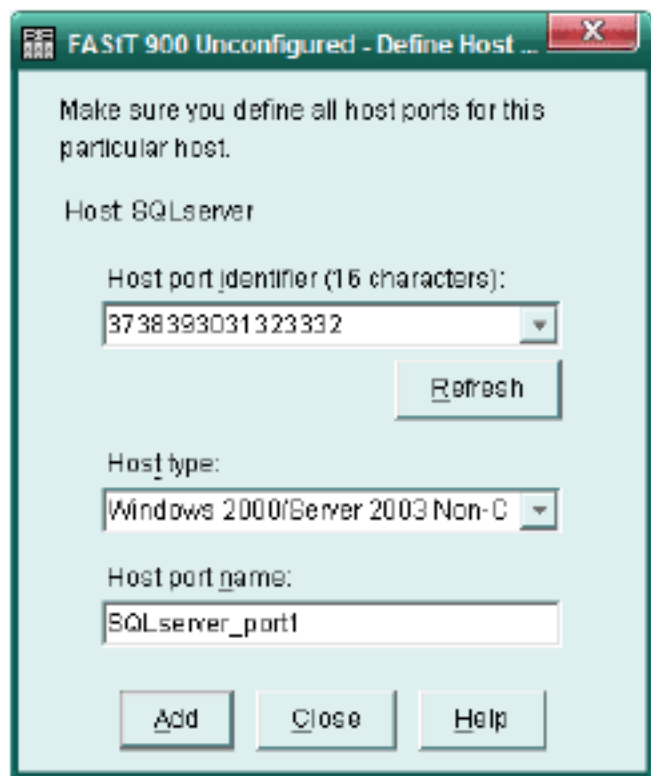 FAStT 900 Unconfigured - Define Host ...
Make sure you define all host ports for this
particular host.
Host: SQLserver
Host port identifier (16 characters):
3738393031323332
Refresh
Host type:
Windows 2000/Server 2003 Non-C
Host port name:
SQLserver_port1
Add Close Help